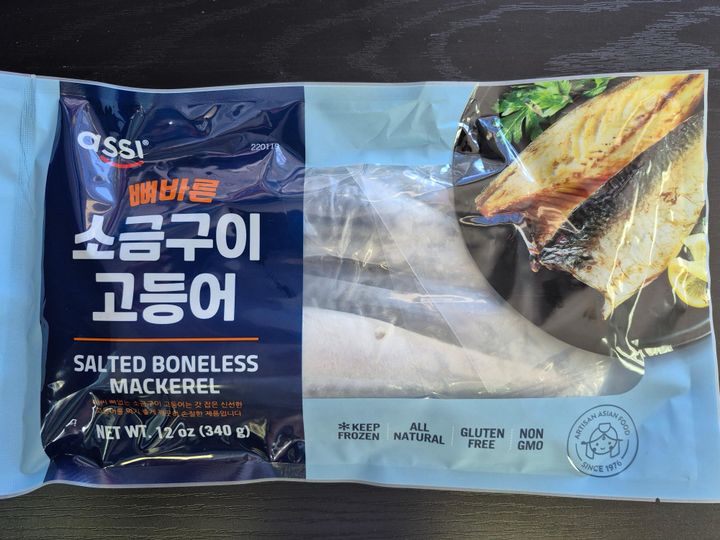 assi®
220119
뼈바른
소금구이
고등어
SALTED BONELESS
MACKEREL
NET WT. 12 oz (340 g)
*KEEP
FROZEN
ALL
NATURAL
GLUTEN
FREE
NON
GMO
ARTISAN ASIAN FOOD
SINCE 1976